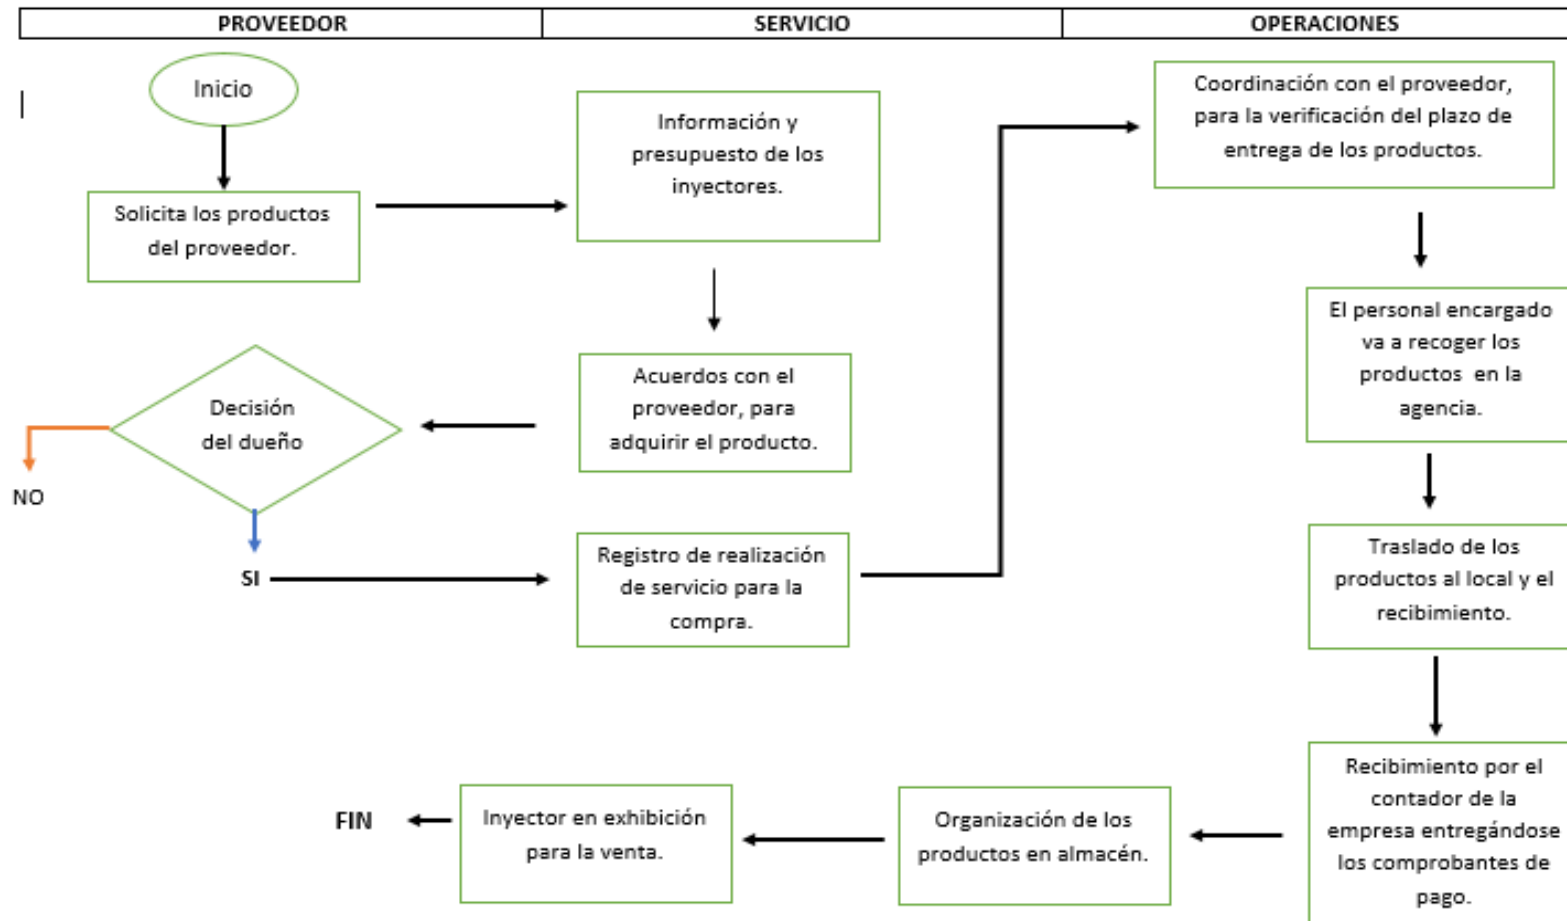 PROVEEDOR
SERVICIO
OPERACIONES
Inicio
Solicita los productos
del proveedor.
Información y
presupuesto de los
inyectores.
Acuerdos con el
proveedor, para
adquirir el producto.
Decisión
del dueño
NO
SI
Registro de realización
de servicio para la
compra.
Coordinación con el proveedor,
para la verificación del plazo de
entrega de los productos.
El personal encargado
va a recoger los
productos en la
agencia.
Traslado de los
productos al local y el
recibimiento.
Recibimiento por el
contador de la
empresa entregándose
los comprobantes de
pago.
Organización de los
productos en almacén.
Inyector en exhibición
para la venta.
FIN